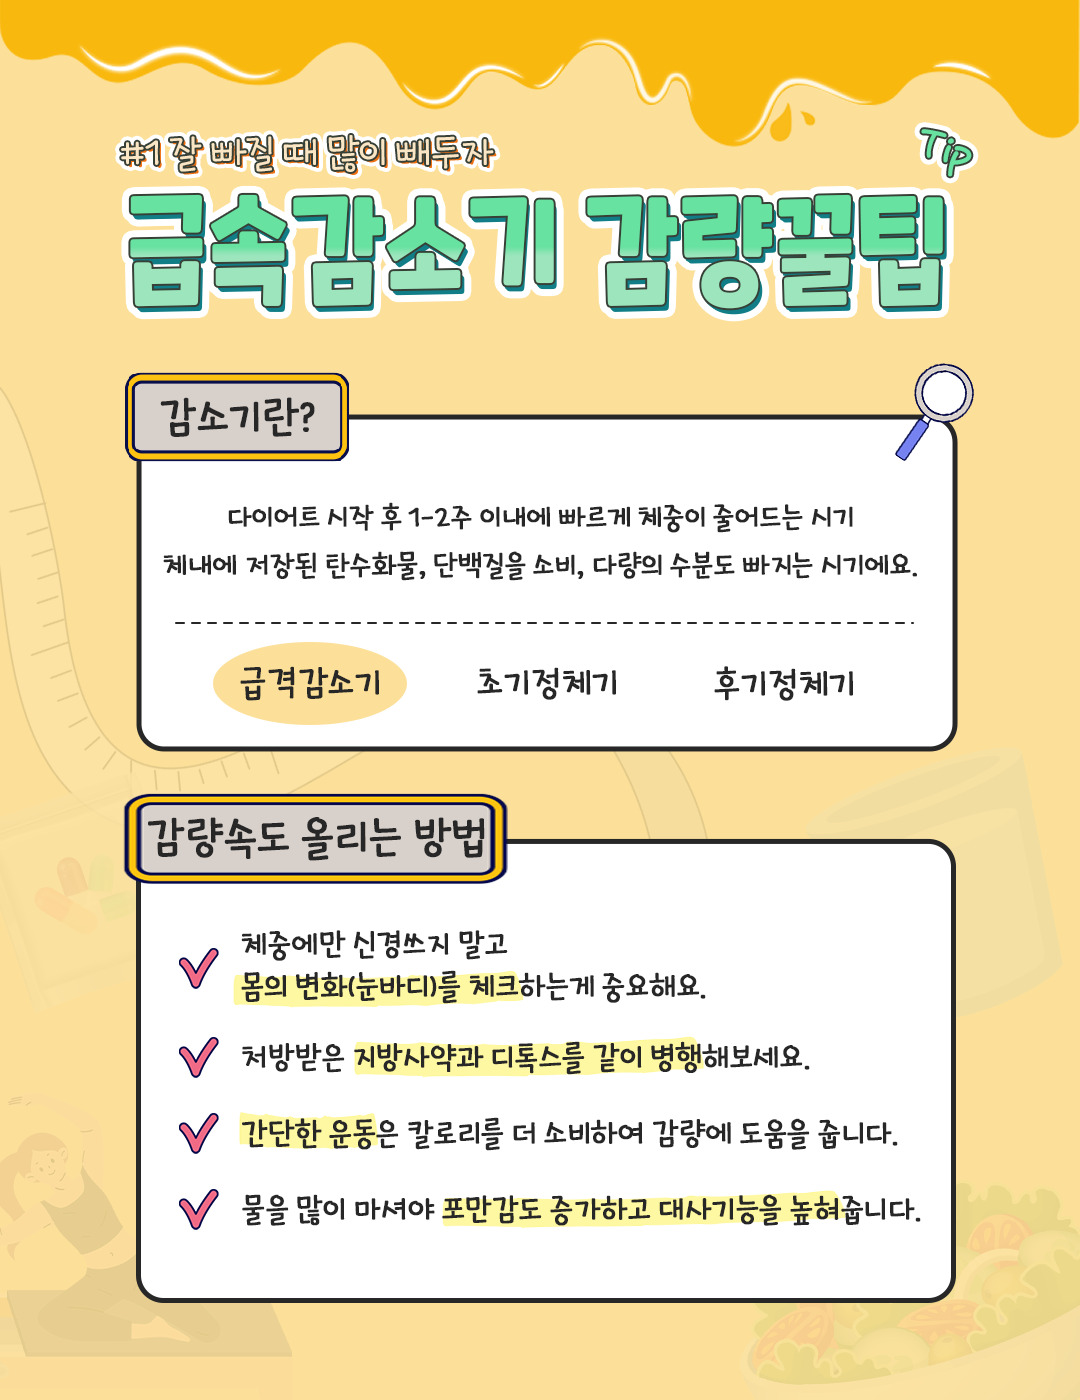 #1 잘 빠질 때 많이 빼두자
Tip
급속감소기 감량꿀팁
감소기란?
다이어트 시작 후 1-2주 이내에 빠르게 체중이 줄어드는 시기
체내에 저장된 탄수화물, 단백질을 소비, 다량의 수분도 빠지는 시기에요.
급격감소기 초기정체기 후기정체기
감량속도 올리는 방법
체중에만 신경쓰지 말고
몸의 변화(눈바디)를 체크하는게 중요해요.
처방받은 지방사약과 디톡스를 같이 병행해보세요.
간단한 운동은 칼로리를 더 소비하여 감량에 도움을 줍니다.
물을 많이 마셔야 포만감도 증가하고 대사기능을 높혀줍니다.